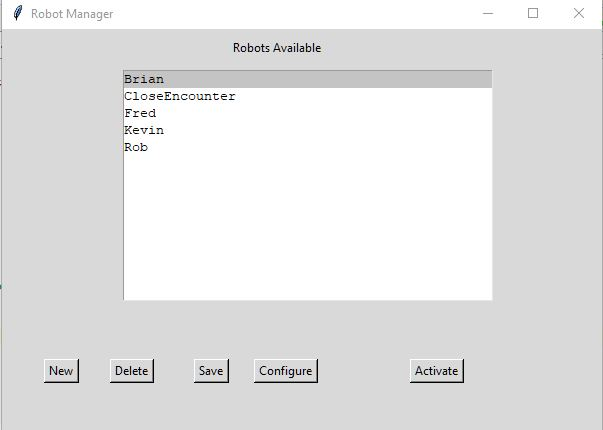 Robot Manager
Robots Available
Brian
CloseEncounter
Fred
Kevin
Rob
New Delete Save Configure Activate